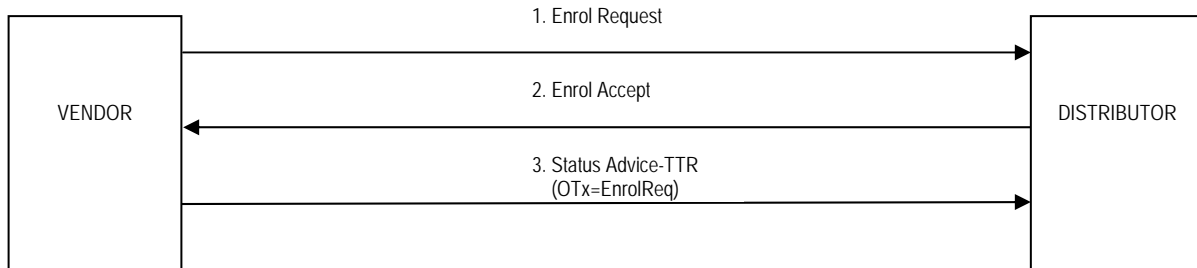 1. Enrol Request
2. Enrol Accept
VENDOR
DISTRIBUTOR
3. Status Advice-TTR
(OTx=EnrolReq)